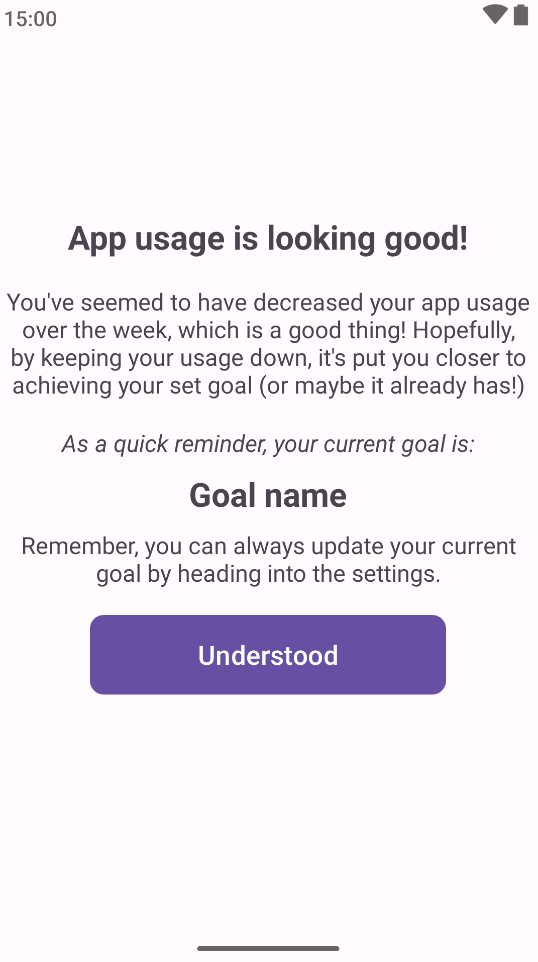 15:00
App usage is looking good!
You've seemed to have decreased your app usage
over the week, which is a good thing! Hopefully,
by keeping your usage down, it's put you closer to
achieving your set goal (or maybe it already has!)
As a quick reminder, your current goal is:
Goal name
Remember, you can always update your current
goal by heading into the settings.
Understood